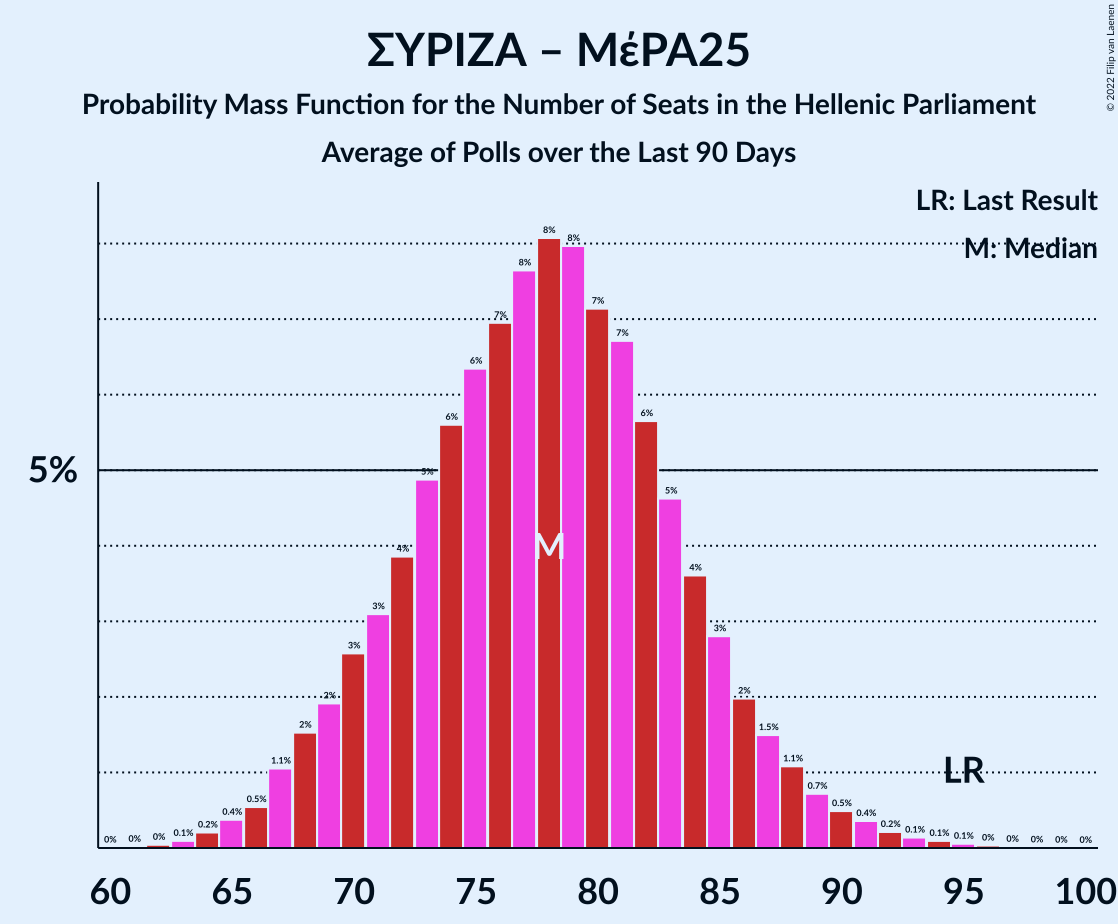 ΣΥΡΙΖΑ – ΜέΡΑ25
Probability Mass Function for the Number of Seats in the Hellenic Parliament
Average of Polls over the Last 90 Days
© 2022 Filip van Laenen
LR: Last Result
M: Median
5%
0% 0% 0% 0.1% 0.2% 0.4% 0.5% 1.1% 2% 2% 3% 3% 4% 5% 6% 6% 7% 8% 8% 8% 7% 7% 6% 5% 4% 3% 2% 1.5% 1.1% 0.7% 0.5% 0.4% 0.2% 0.1% 0.1% 0.1% 0% 0% 0% 0% 0%
M
LR
60 65 70 75 80 85 90 95 100